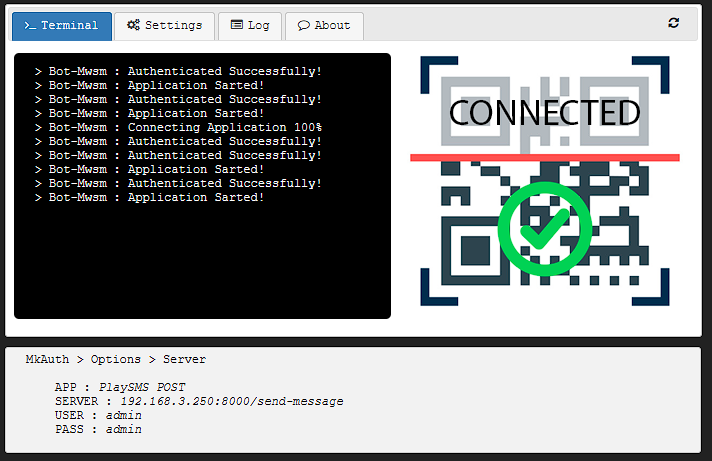 >_ Terminal
Settings
Log
About
> Bot-Mwsm : Authenticated Successfully!
> Bot-Mwsm : Application Sarted!
> Bot-Mwsm : Authenticated Successfully!
> Bot-Mwsm : Application Sarted!
> Bot-Mwsm : Connecting Application 100%
> Bot-Mwsm : Authenticated Successfully!
> Bot-Mwsm : Authenticated Successfully!
> Bot-Mwsm : Application Sarted!
> Bot-Mwsm : Authenticated Successfully!
> Bot-Mwsm : Application Sarted!
CONNECTED
MkAuth > Options > Server
APP : PlaySMS POST
SERVER : 192.168.3.250:8000/send-message
USER : admin
PASS : admin